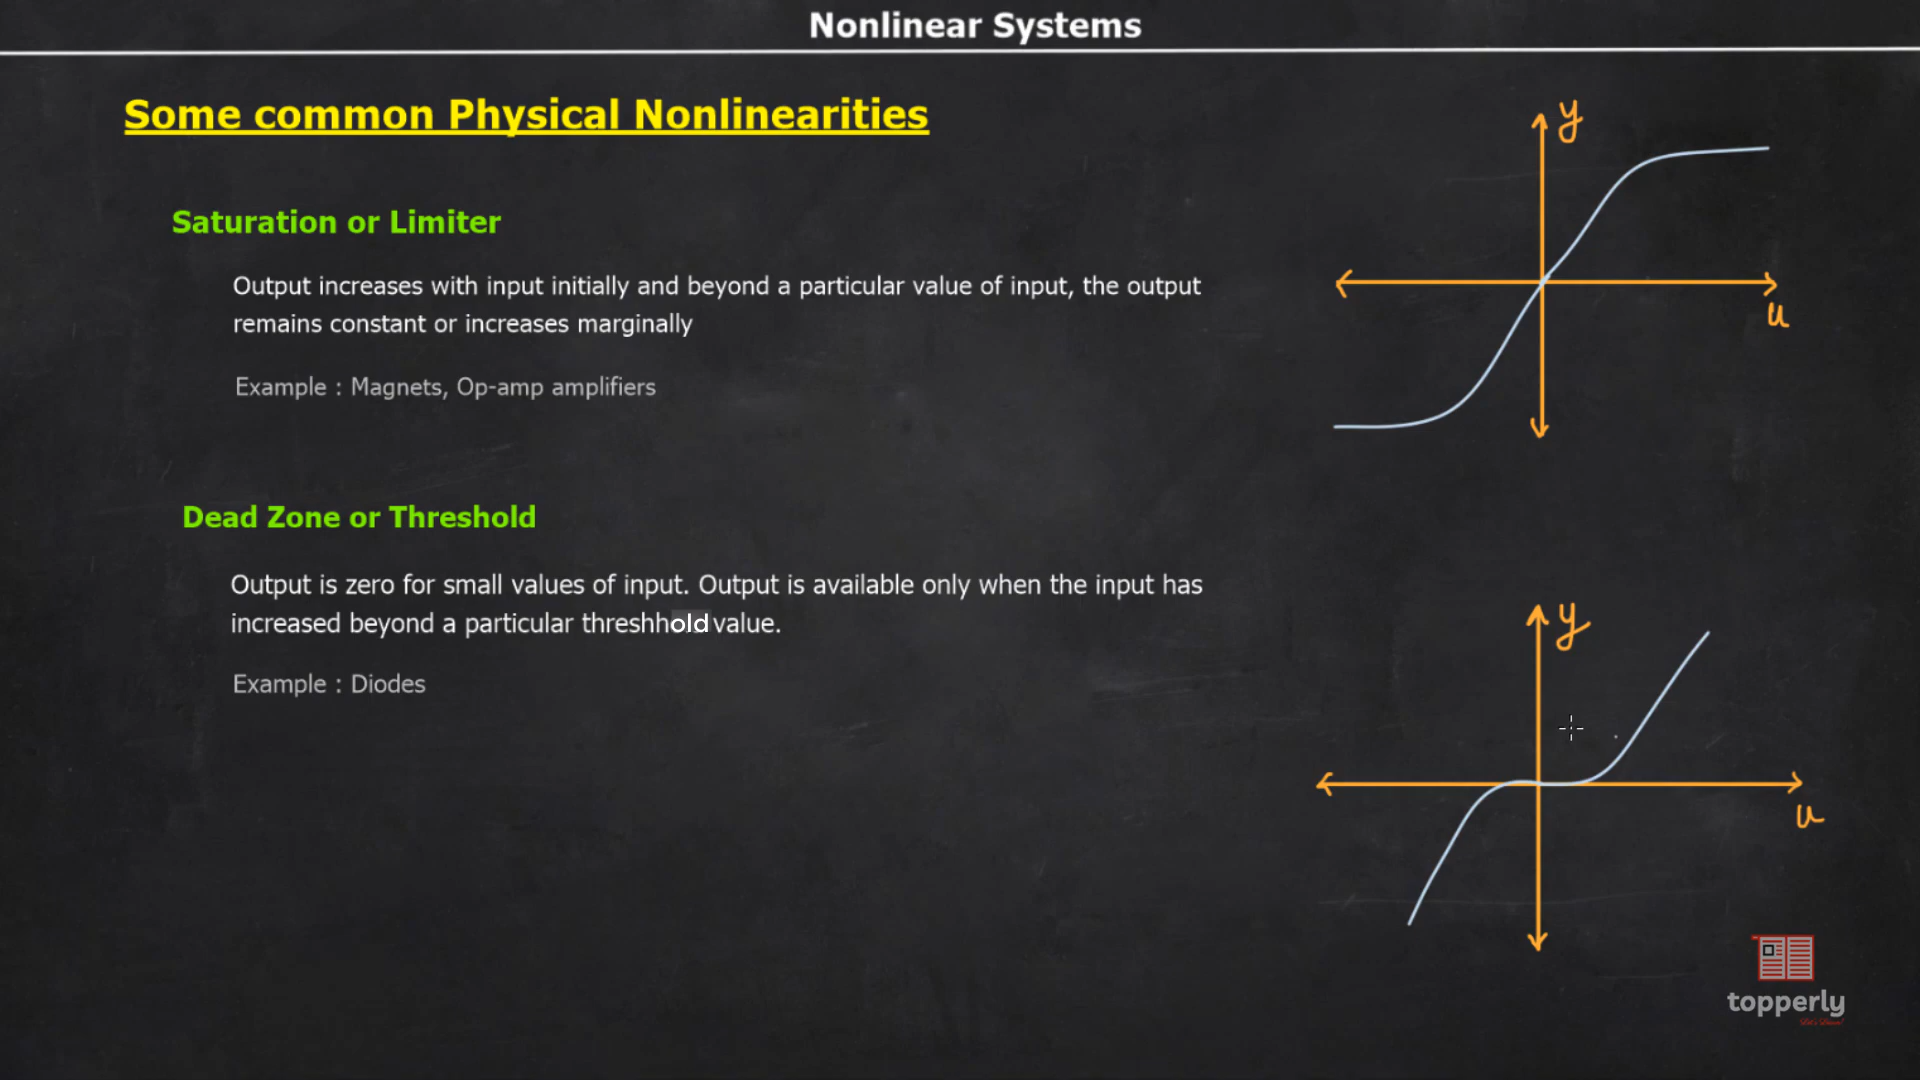 Nonlinear Systems
Some common Physical Nonlinearities
Saturation or Limiter
Output increases with input initially and beyond a particular value of input, the output
remains constant or increases marginally
Example : Magnets, Op-amp amplifiers
y
u
Dead Zone or Threshold
Output is zero for small values of input. Output is available only when the input has
increased beyond a particular threshhold value.
Example : Diodes
y
u
topperly
Let's Learn!